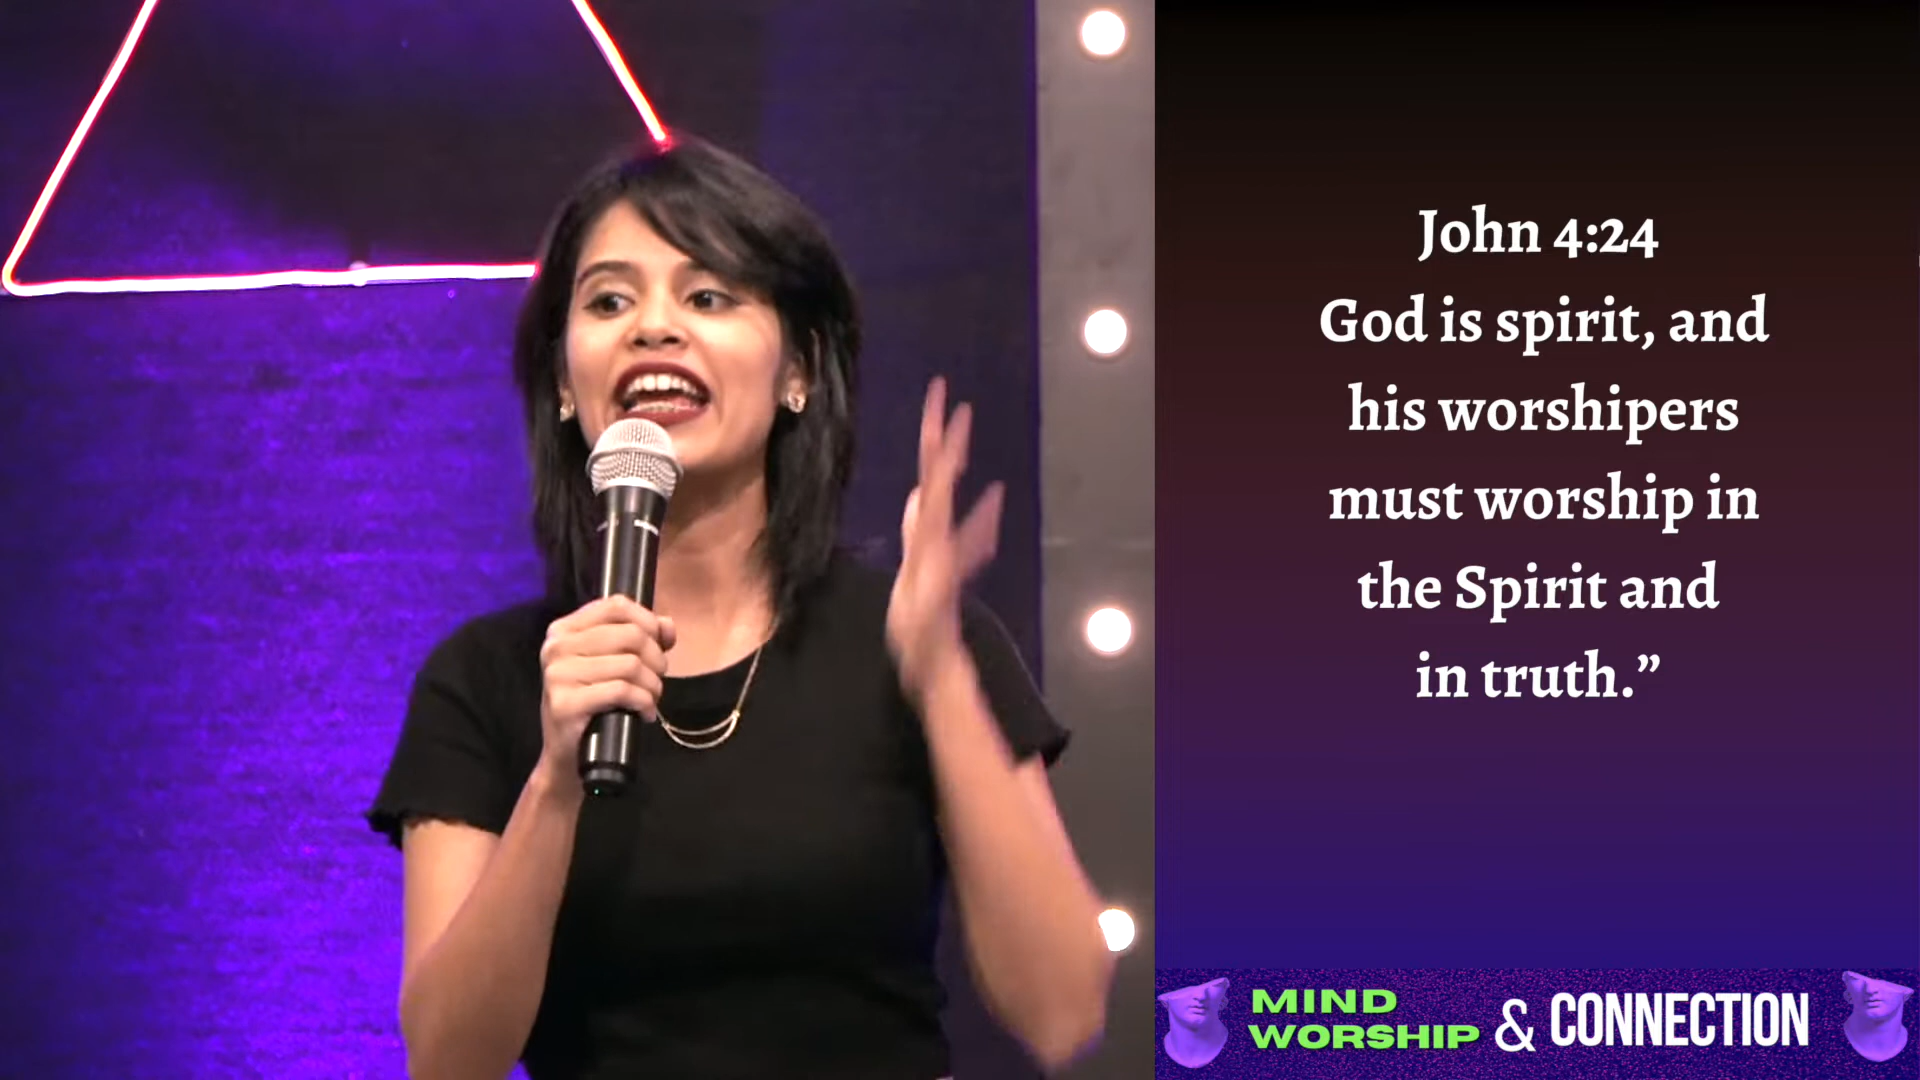 John 4:24
God is spirit, and
his worshipers
must worship in
the Spirit and
in truth.”
MIND
WORSHIP & CONNECTION